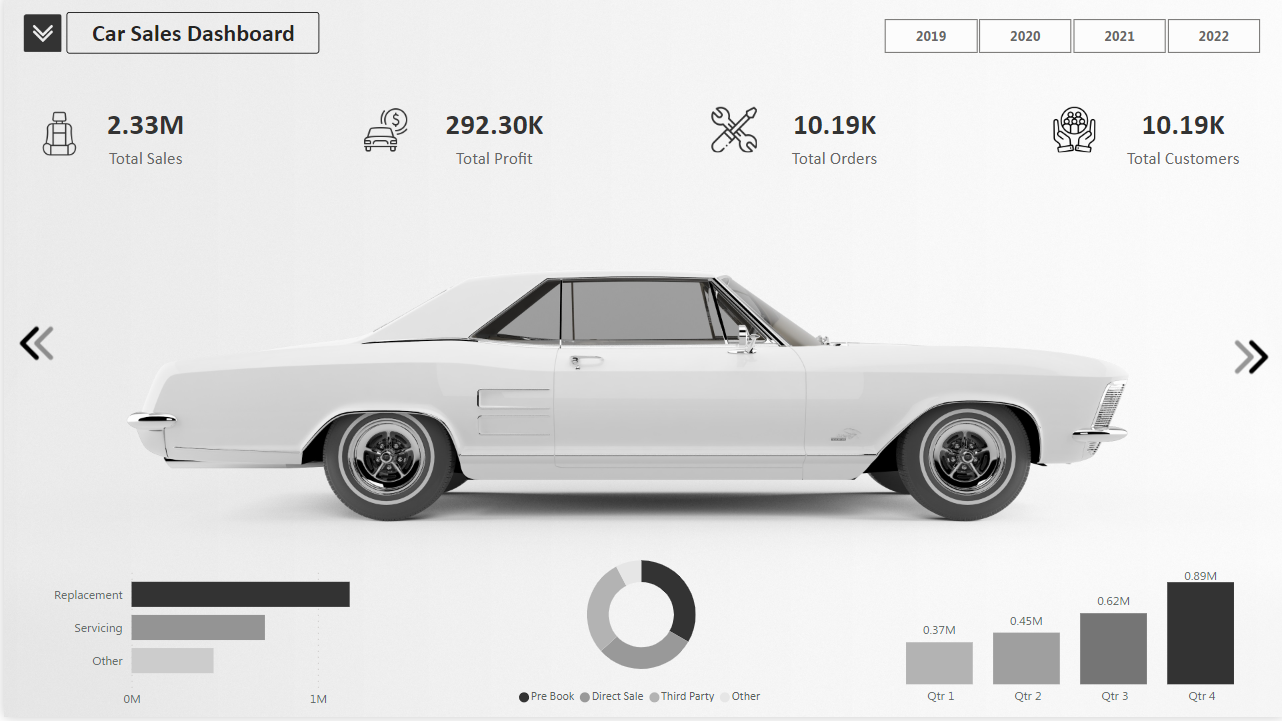 Car Sales Dashboard
2019 2020 2021 2022
2.33M
Total Sales
292.30K
Total Profit
10.19K
Total Orders
10.19K
Total Customers
Replacement
Servicing
Other
0M 1M
Pre Book Direct Sale Third Party Other
0.37M
0.45M
0.62M
0.89M
Qtr 1 Qtr 2 Qtr 3 Qtr 4